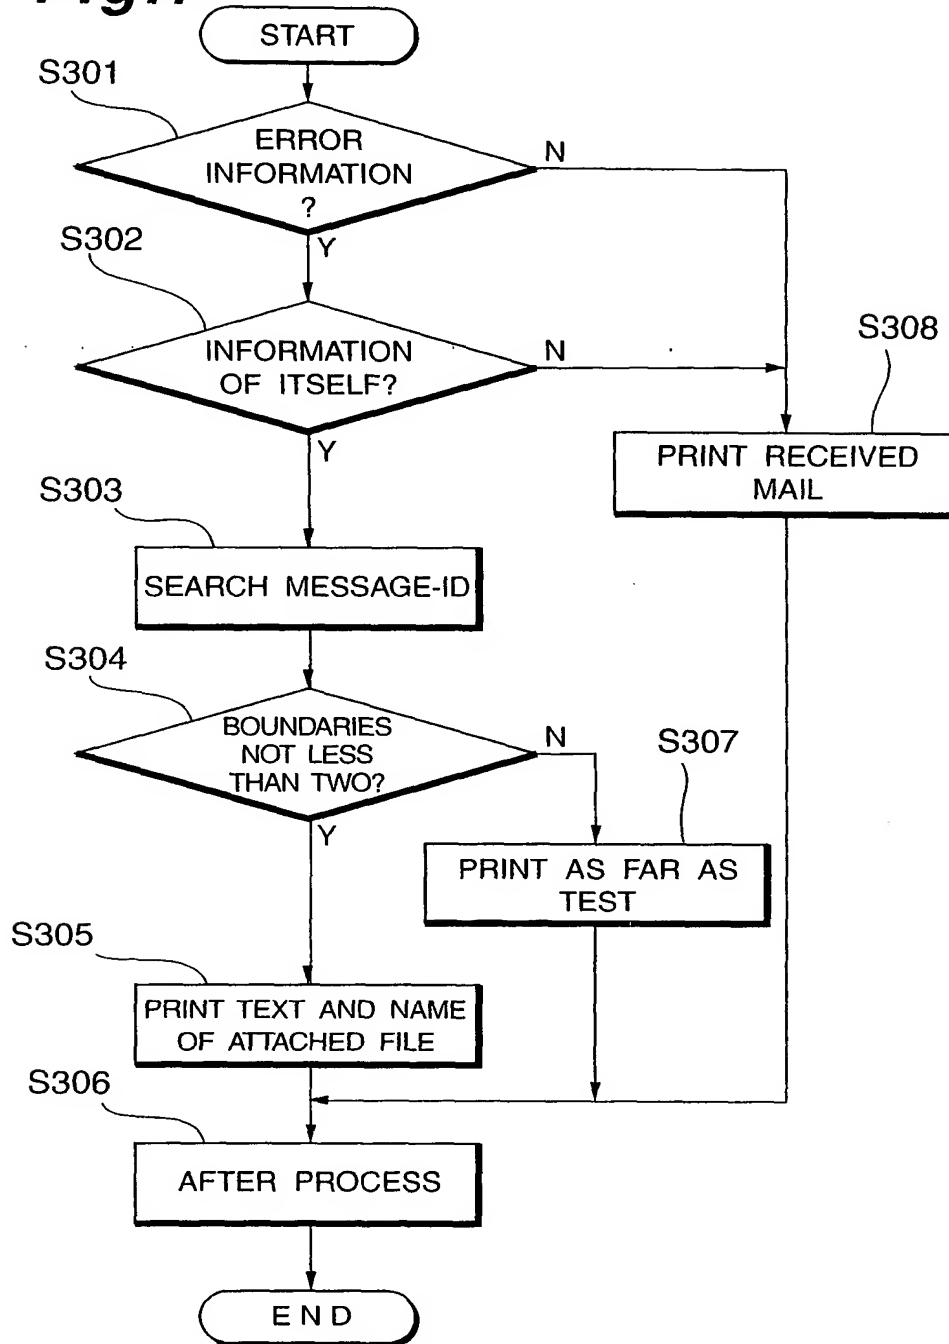 START
S301
ERROR
INFORMATION
?
N
Y
S302
INFORMATION
OF ITSELF?
N
Y
S308
PRINT RECEIVED
MAIL
S303
SEARCH MESSAGE-ID
S304
BOUNDARIES
NOT LESS
THAN TWO?
N
Y
S307
PRINT AS FAR AS
TEST
S305
PRINT TEXT AND NAME
OF ATTACHED FILE
S306
AFTER PROCESS
END